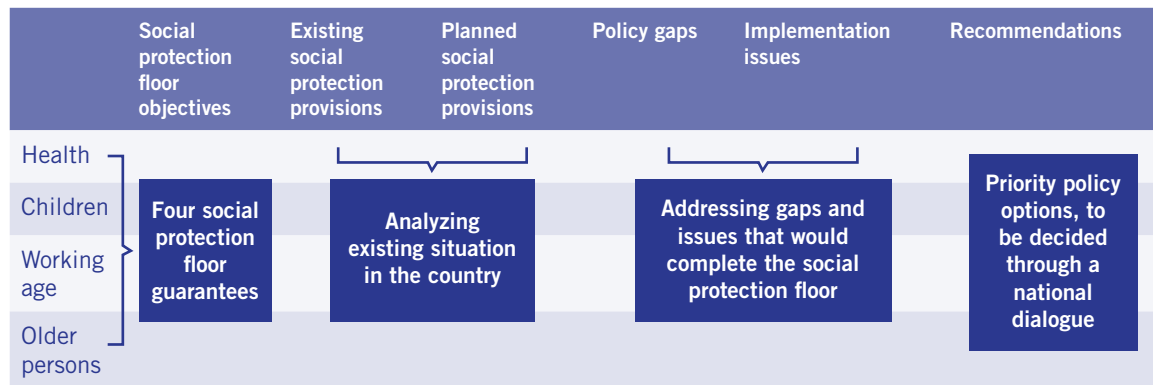 Social
protection
floor
objectives
Existing
social
protection
provisions
Planned
social
protection
provisions
Policy gaps
Implementation
issues
Recommendations
Health
Children
Working
age
Older
persons
Four social
protection
floor
guarantees
Analyzing
existing situation
in the country
Addressing gaps and
issues that would
complete the social
protection floor
Priority policy
options, to
be decided
through a
national
dialogue